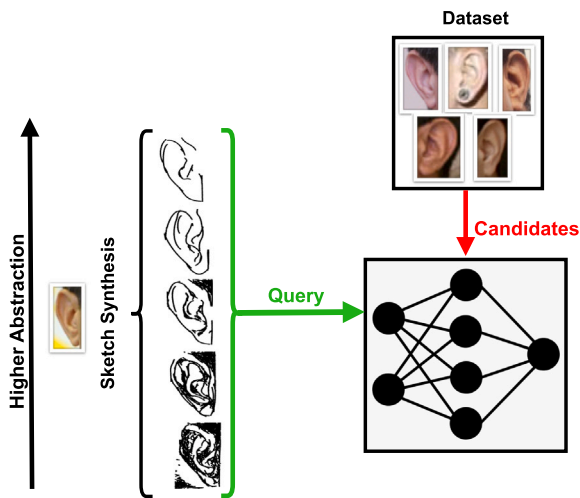 Dataset
Candidates
Query
Sketch Synthesis
Higher Abstraction